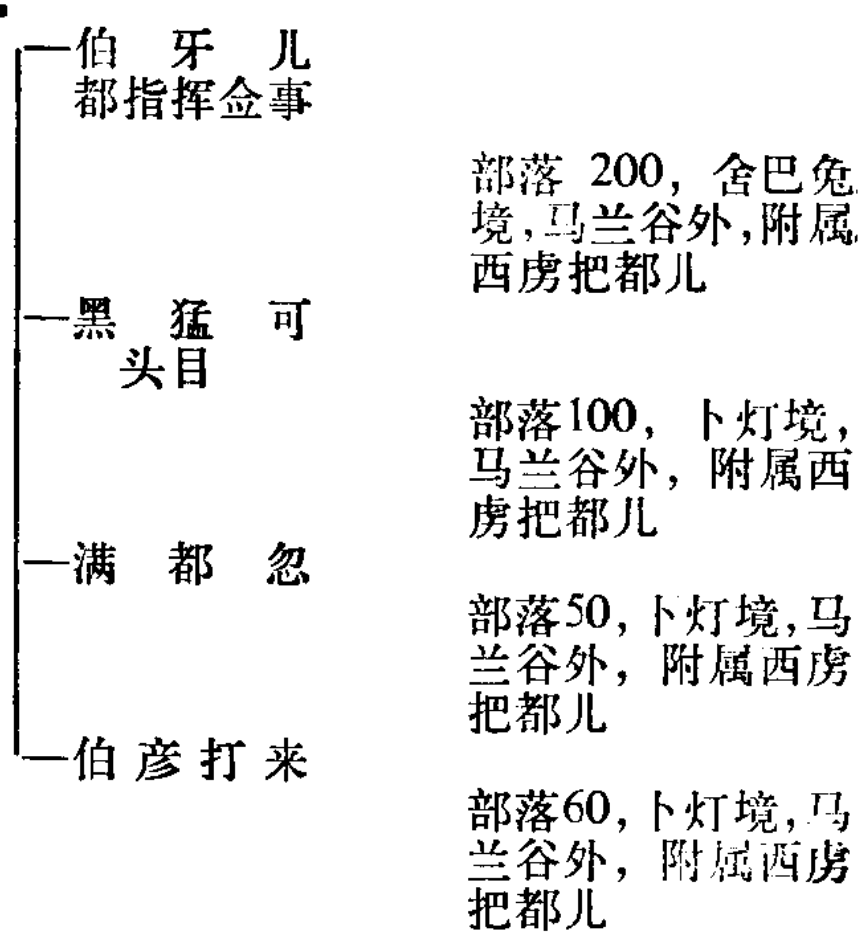 伯牙儿
都指挥佥事
部落 200，舍巴兔
境，马兰谷外，附属
西虏把都儿
黑猛可
头目
部落100，卜灯境，
马兰谷外，附属西
虏把都儿
满都忽
部落50，卜灯境，马
兰谷外，附属西虏
把都儿
伯彦打来
部落60，卜灯境，马
兰谷外，附属西虏
把都儿